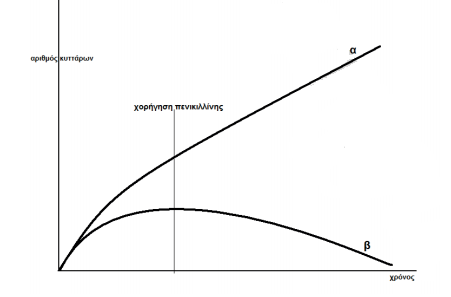 α
αριθμός κυττάρων
χορήγηση πενικιλλίνης
β
χρόνος